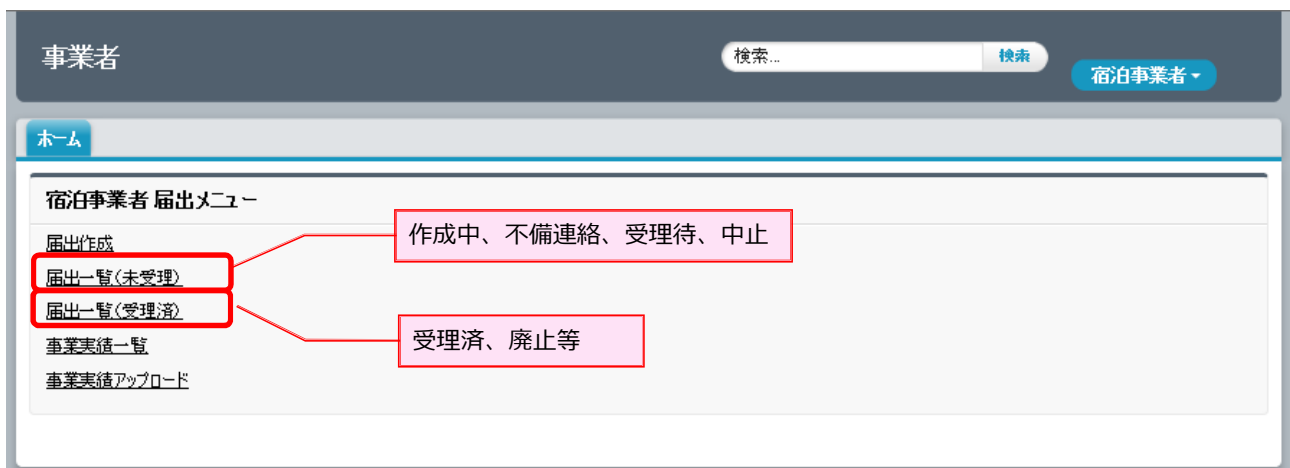 事業者
検索...
検索
宿泊事業者
ホーム
宿泊事業者 届出メニュー
届出作成
作成中、不備連絡、受理待、中止
届出一覧(未受理)
届出一覧(受理済)
受理済、廃止等
事業実績一覧
事業実績アップロード